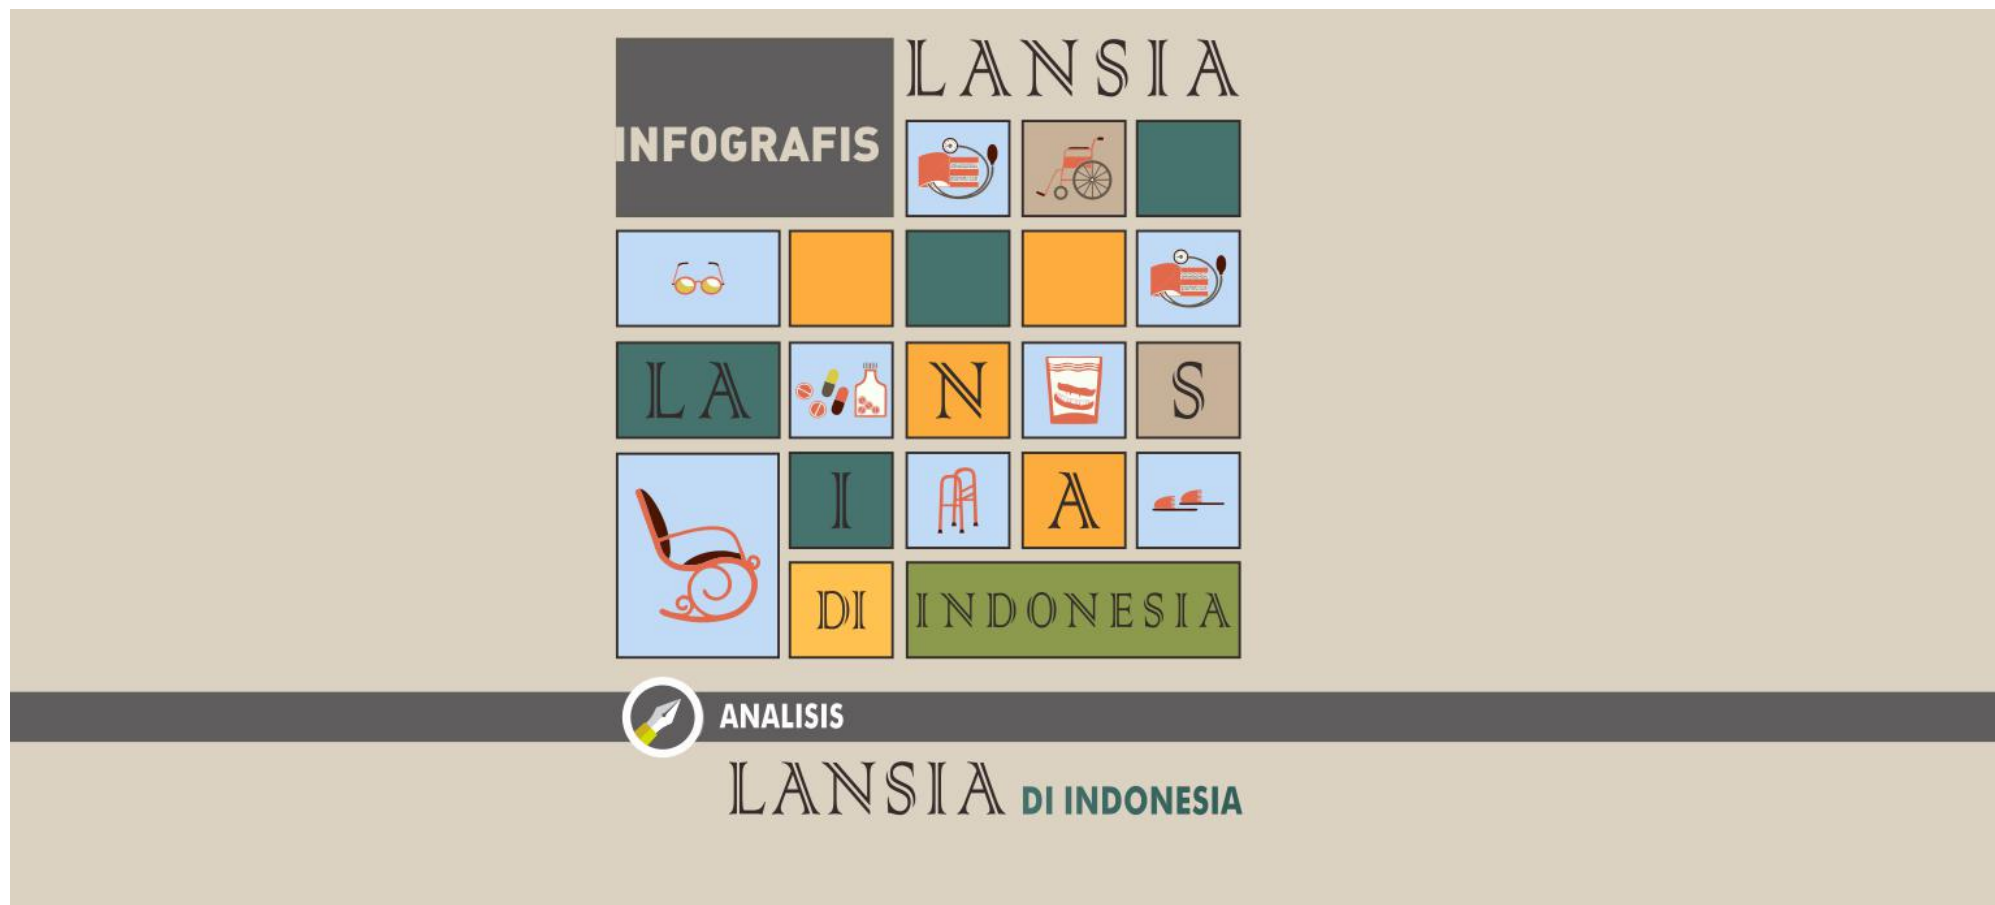 LANSIA
INFOGRAFIS
LA N S
I A
DI INDONESIA
ANALISIS
LANSIA DI INDONESIA